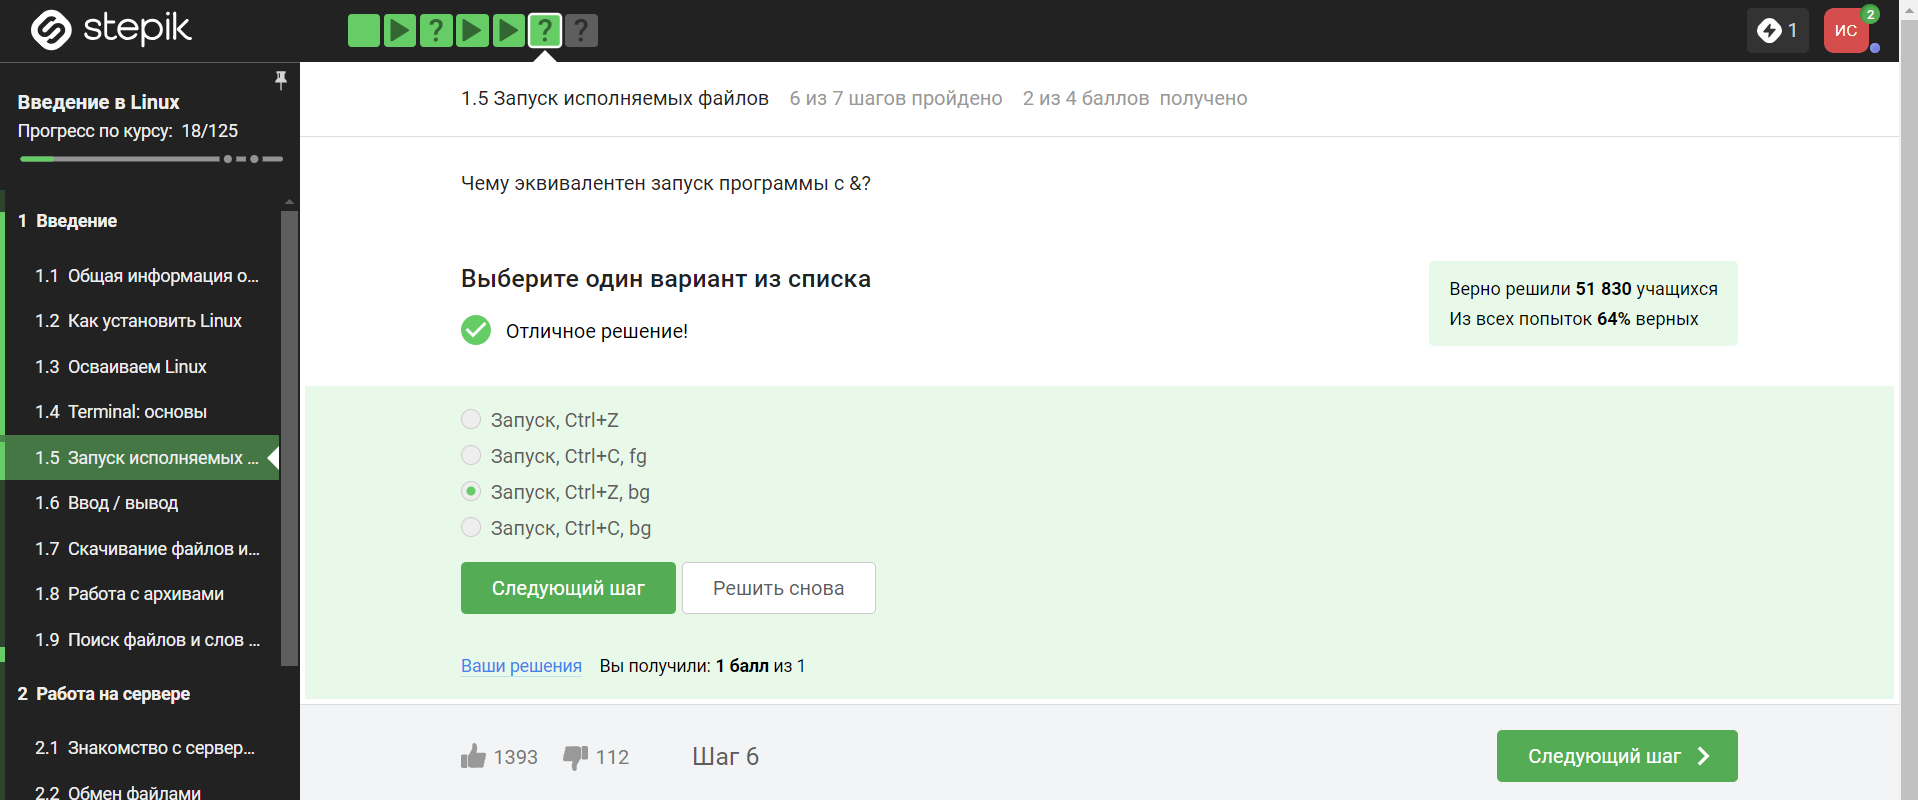 stepik
? ? ?
1
ИС
2
Введение в Linux
Прогресс по курсу: 18/125
1 Введение
1.1 Общая информация о...
1.2 Как установить Linux
1.3 Осваиваем Linux
1.4 Terminal: основы
1.5 Запуск исполняемых ...
1.6 Ввод / вывод
1.7 Скачивание файлов и...
1.8 Работа с архивами
1.9 Поиск файлов и слов ...
2 Работа на сервере
2.1 Знакомство с сервер...
2.2 Обмен файлами
1.5 Запуск исполняемых файлов 6 из 7 шагов пройдено 2 из 4 баллов получено
Чему эквивалентен запуск программы с &?
Выберите один вариант из списка
Отличное решение!
Верно решили 51 830 учащихся
Из всех попыток 64% верных
Запуск, Ctrl+Z
Запуск, Ctrl+C, fg
Запуск, Ctrl+Z, bg
Запуск, Ctrl+C, bg
Следующий шаг
Решить снова
Ваши решения Вы получили: 1 балл из 1
1393 112 Шаг 6
Следующий шаг